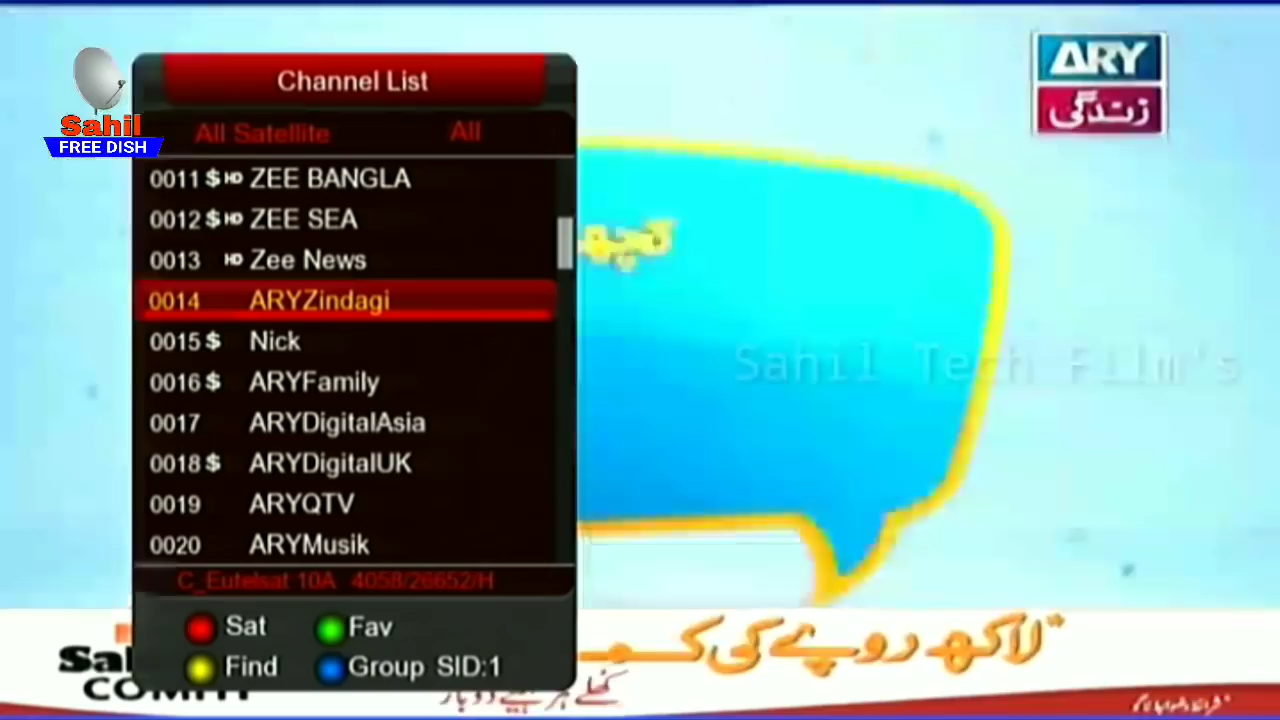 Channel List
ARY
زندگی
Sahil
FREE DISH
All Satellite All
0011 $ HD ZEE BANGLA
0012 $ HD ZEE SEA
0013 HD Zee News
0014 ARYZindagi
0015 $ Nick
0016 $ ARYFamily
0017 ARYDigitalAsia
0018 $ ARYDigitalUK
0019 ARYQTV
0020 ARYMusik
C_Eutelsat 10A 4058/26652/H
Sat Fav
Find Group SID:1
کچھ
Sahil Tech Film's
لاکھ روپے کی